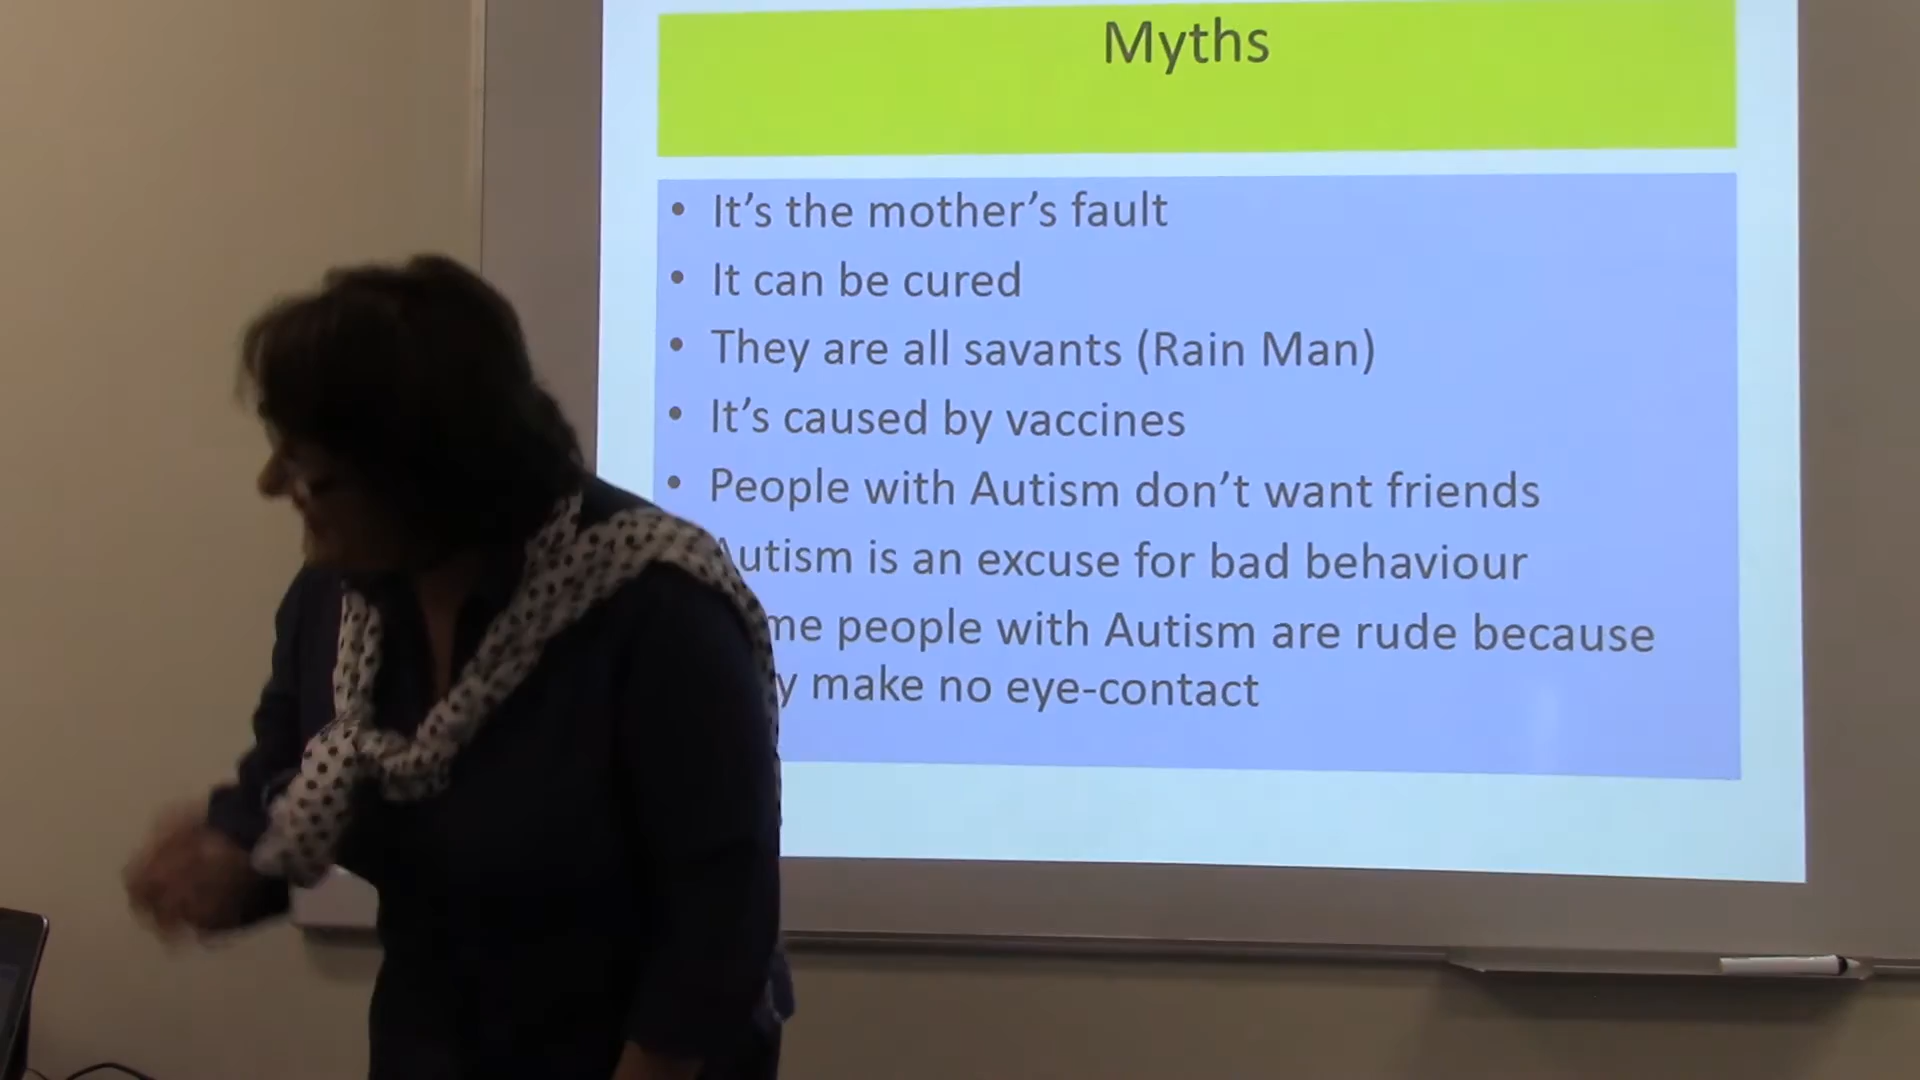 Myths
• It's the mother's fault
• It can be cured
• They are all savants (Rain Man)
• It's caused by vaccines
• People with Autism don't want friends
Autism is an excuse for bad behaviour
people with Autism are rude because
make no eye-contact